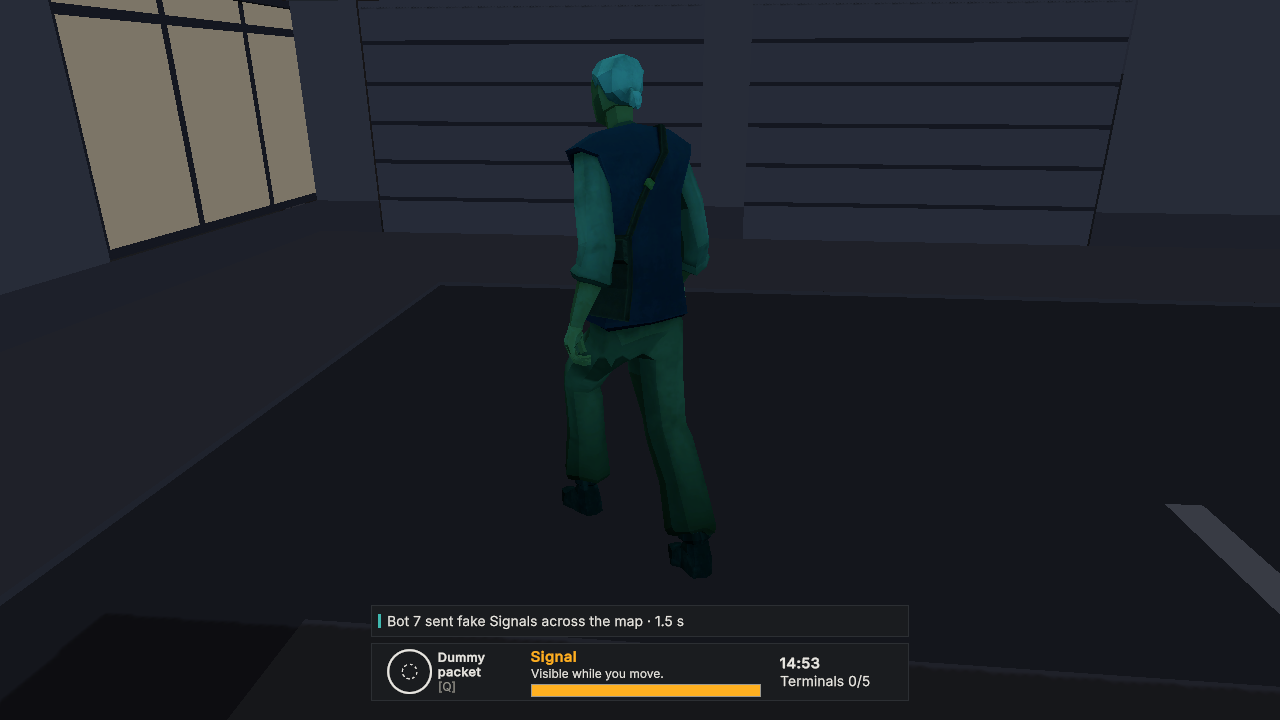 Bot 7 sent fake Signals across the map · 1.5 s
Dummy
packet
[Q]
Signal
Visible while you move.
14:53
Terminals 0/5